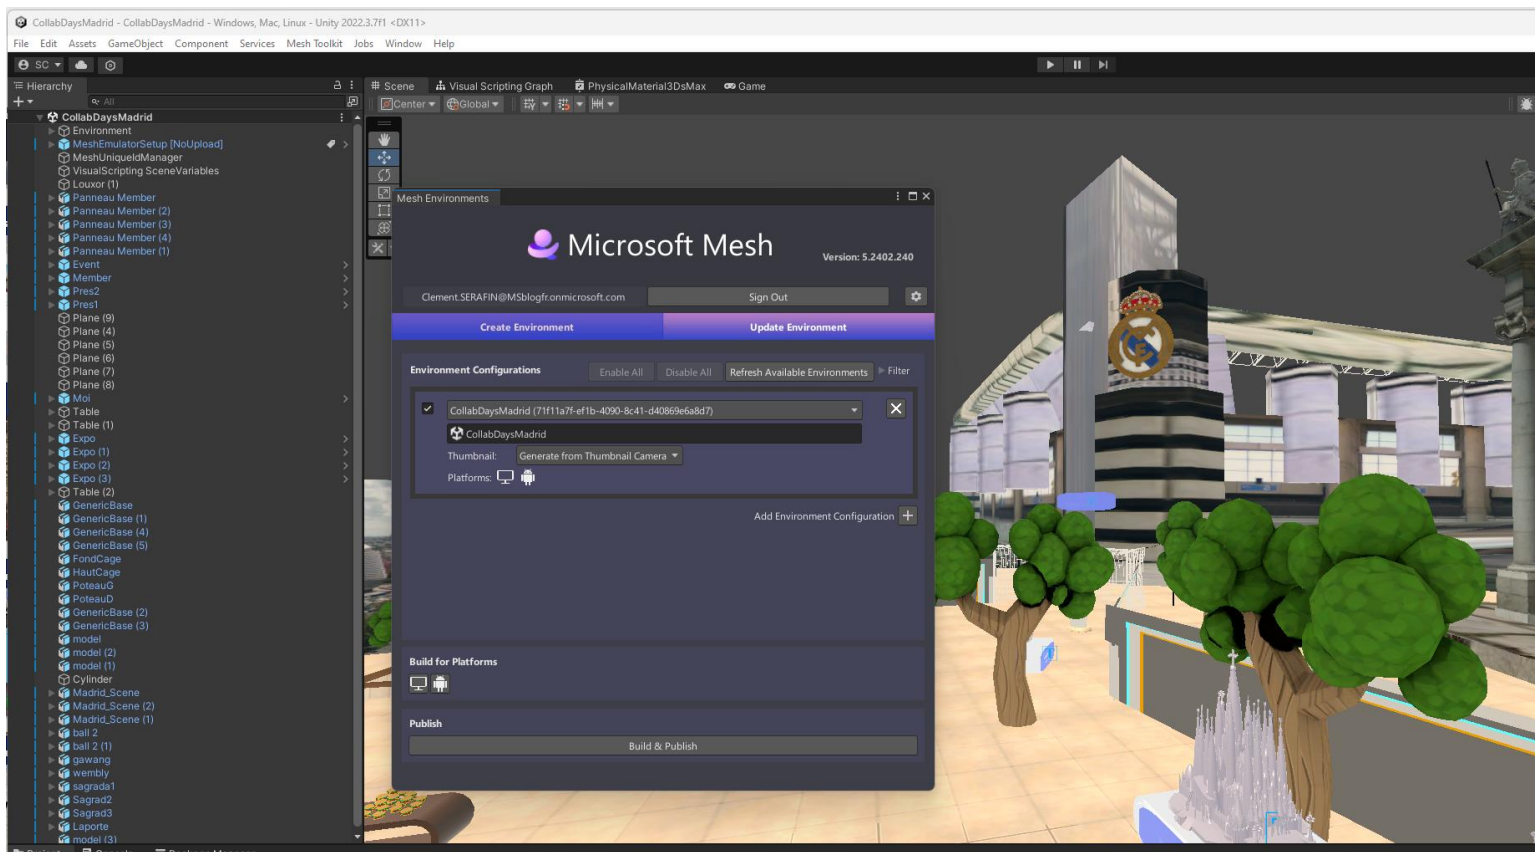 CollabDaysMadrid - CollabDaysMadrid - Windows, Mac, Linux - Unity 2022.3.7f1 <DX11>
File Edit Assets GameObject Component Services Mesh Toolkit Jobs Window Help
SC
Hierarchy
All
CollabDaysMadrid
Environment
MeshEmulatorSetup [NoUpload]
MeshUniqueIdManager
VisualScripting SceneVariables
Louxor (1)
Panneau Member
Panneau Member (2)
Panneau Member (3)
Panneau Member (4)
Panneau Member (1)
Event
Member
Pres2
Pres1
Plane (9)
Plane (4)
Plane (5)
Plane (6)
Plane (7)
Plane (8)
Moi
Table
Table (1)
Expo
Expo (1)
Expo (2)
Expo (3)
Table (2)
GenericBase
GenericBase (1)
GenericBase (4)
GenericBase (5)
FondCage
HautCage
PoteauG
PoteauD
GenericBase (2)
GenericBase (3)
model
model (2)
model (1)
Cylinder
Madrid_Scene
Madrid_Scene (2)
Madrid_Scene (1)
ball 2
ball 2 (1)
gawang
wembly
sagrada1
Sagrad2
Sagrad3
Laporte
model (3)
Scene Visual Scripting Graph PhysicalMaterial3DsMax Game
Center Global
Mesh Environments
Microsoft Mesh
Version: 5.2402.240
Clement.SERAFIN@MSblogfr.onmicrosoft.com Sign Out
Create Environment Update Environment
Environment Configurations Enable All Disable All Refresh Available Environments Filter
CollabDaysMadrid (71f11a7f-ef1b-4090-8c41-d40869e6a8d7)
CollabDaysMadrid
Thumbnail: Generate from Thumbnail Camera
Platforms:
Add Environment Configuration
Build for Platforms
Publish
Build & Publish